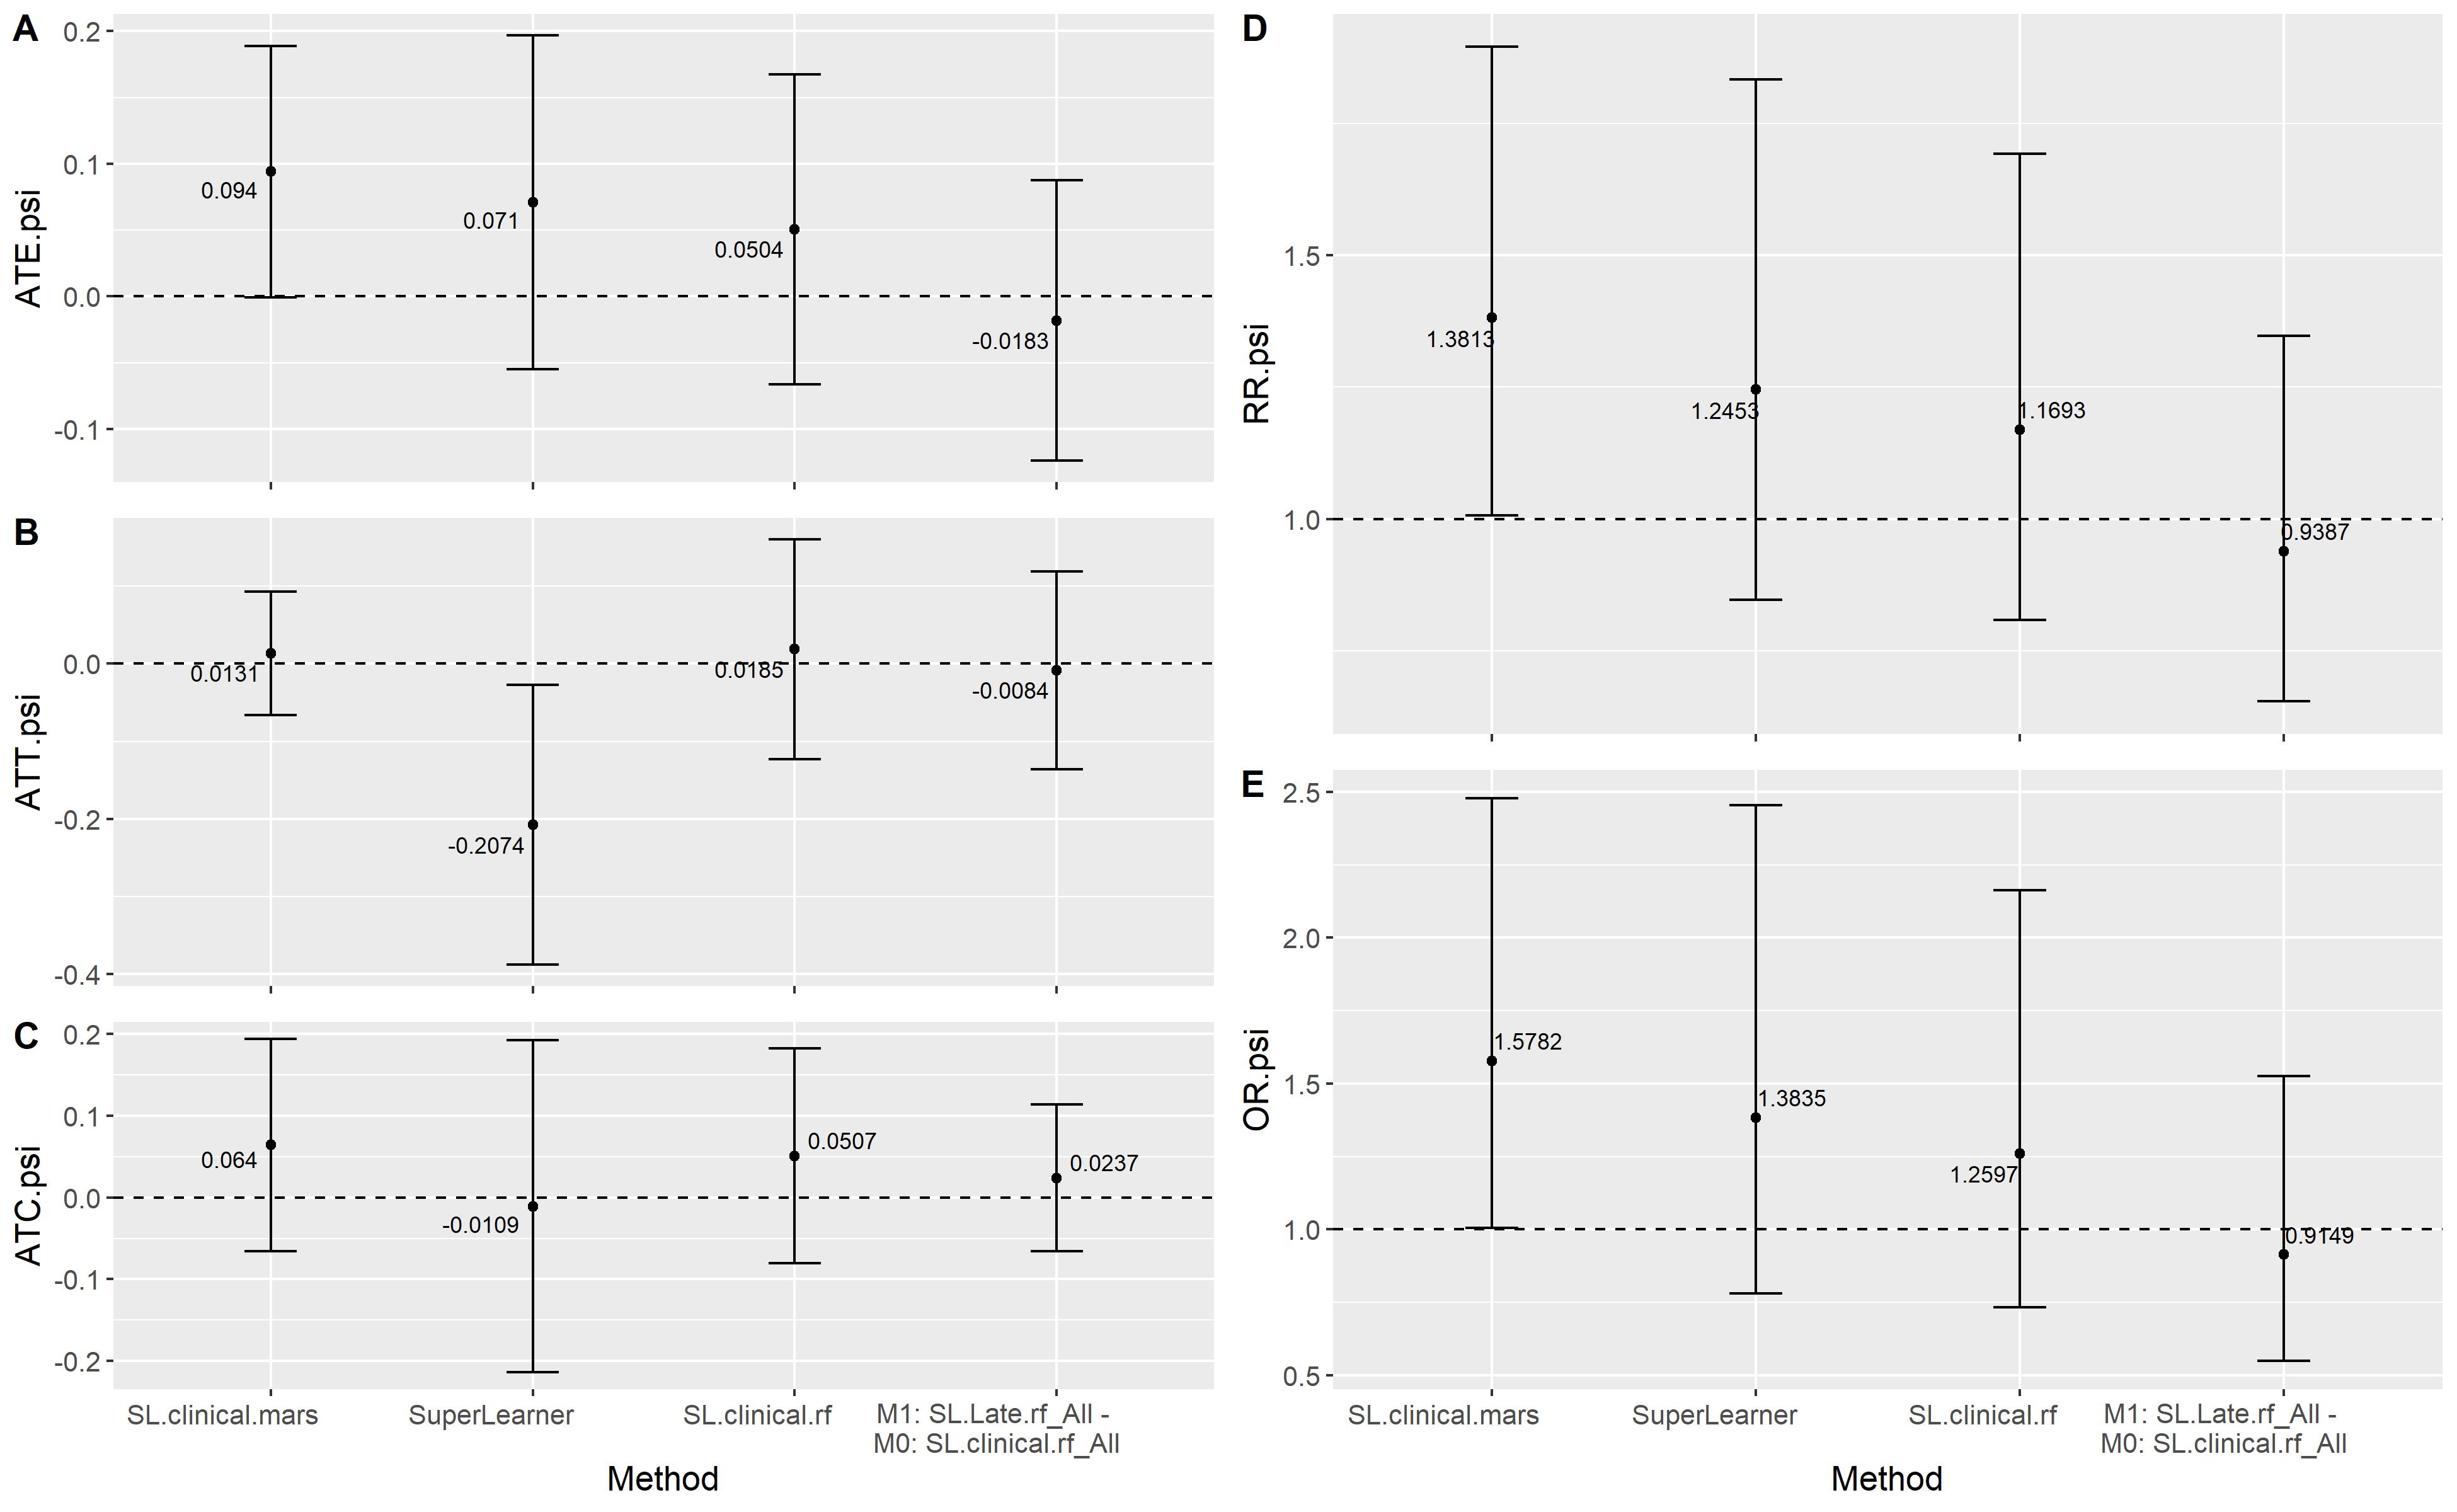 A
ATE.psi
0.2
0.1
0.0
-0.1
0.094
0.071
0.0504
-0.0183
B
ATT.psi
0.0
-0.2
-0.4
0.0131
-0.2074
0.0185
-0.0084
C
ATC.psi
0.2
0.1
0.0
-0.1
-0.2
0.064
-0.0109
0.0507
0.0237
SL.clinical.mars
SuperLearner
SL.clinical.rf
M1: SL.Late.rf_All -
M0: SL.clinical.rf_All
Method
D
RR.psi
1.5
1.0
1.3813
1.2453
1.1693
0.9387
E
OR.psi
2.5
2.0
1.5
1.0
0.5
1.5782
1.3835
1.2597
0.9149
SL.clinical.mars
SuperLearner
SL.clinical.rf
M1: SL.Late.rf_All -
M0: SL.clinical.rf_All
Method